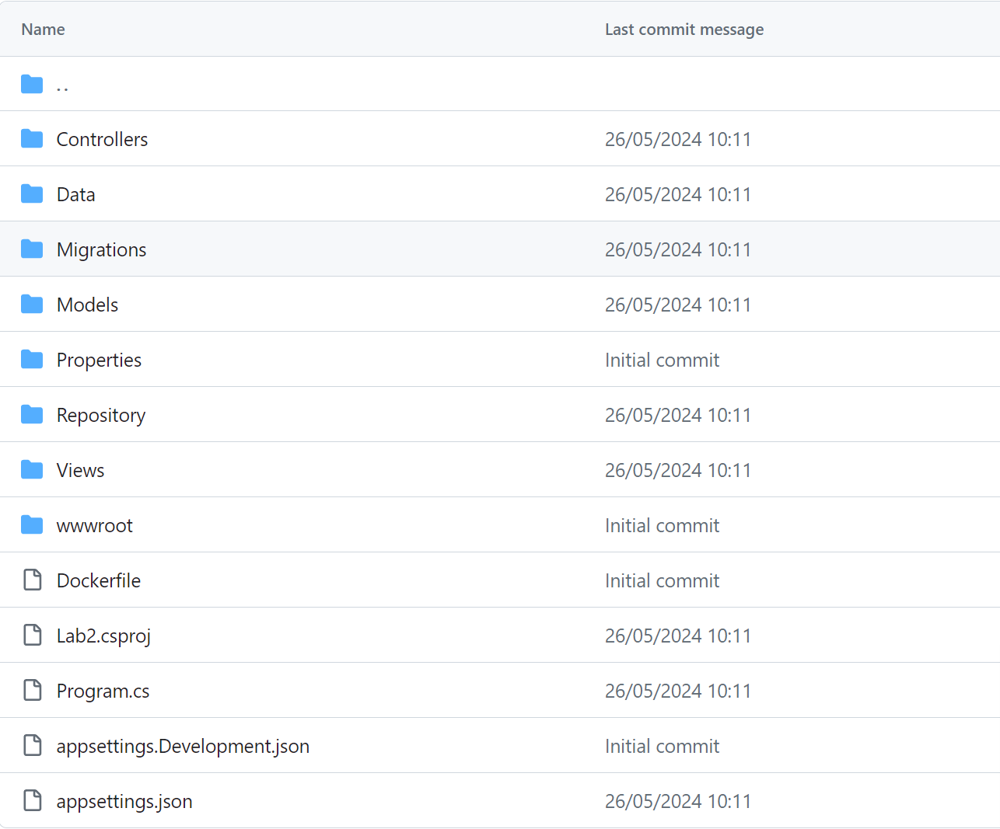 Name Last commit message
..
Controllers 26/05/2024 10:11
Data 26/05/2024 10:11
Migrations 26/05/2024 10:11
Models 26/05/2024 10:11
Properties Initial commit
Repository 26/05/2024 10:11
Views 26/05/2024 10:11
wwwroot Initial commit
Dockerfile Initial commit
Lab2.csproj 26/05/2024 10:11
Program.cs 26/05/2024 10:11
appsettings.Development.json Initial commit
appsettings.json 26/05/2024 10:11